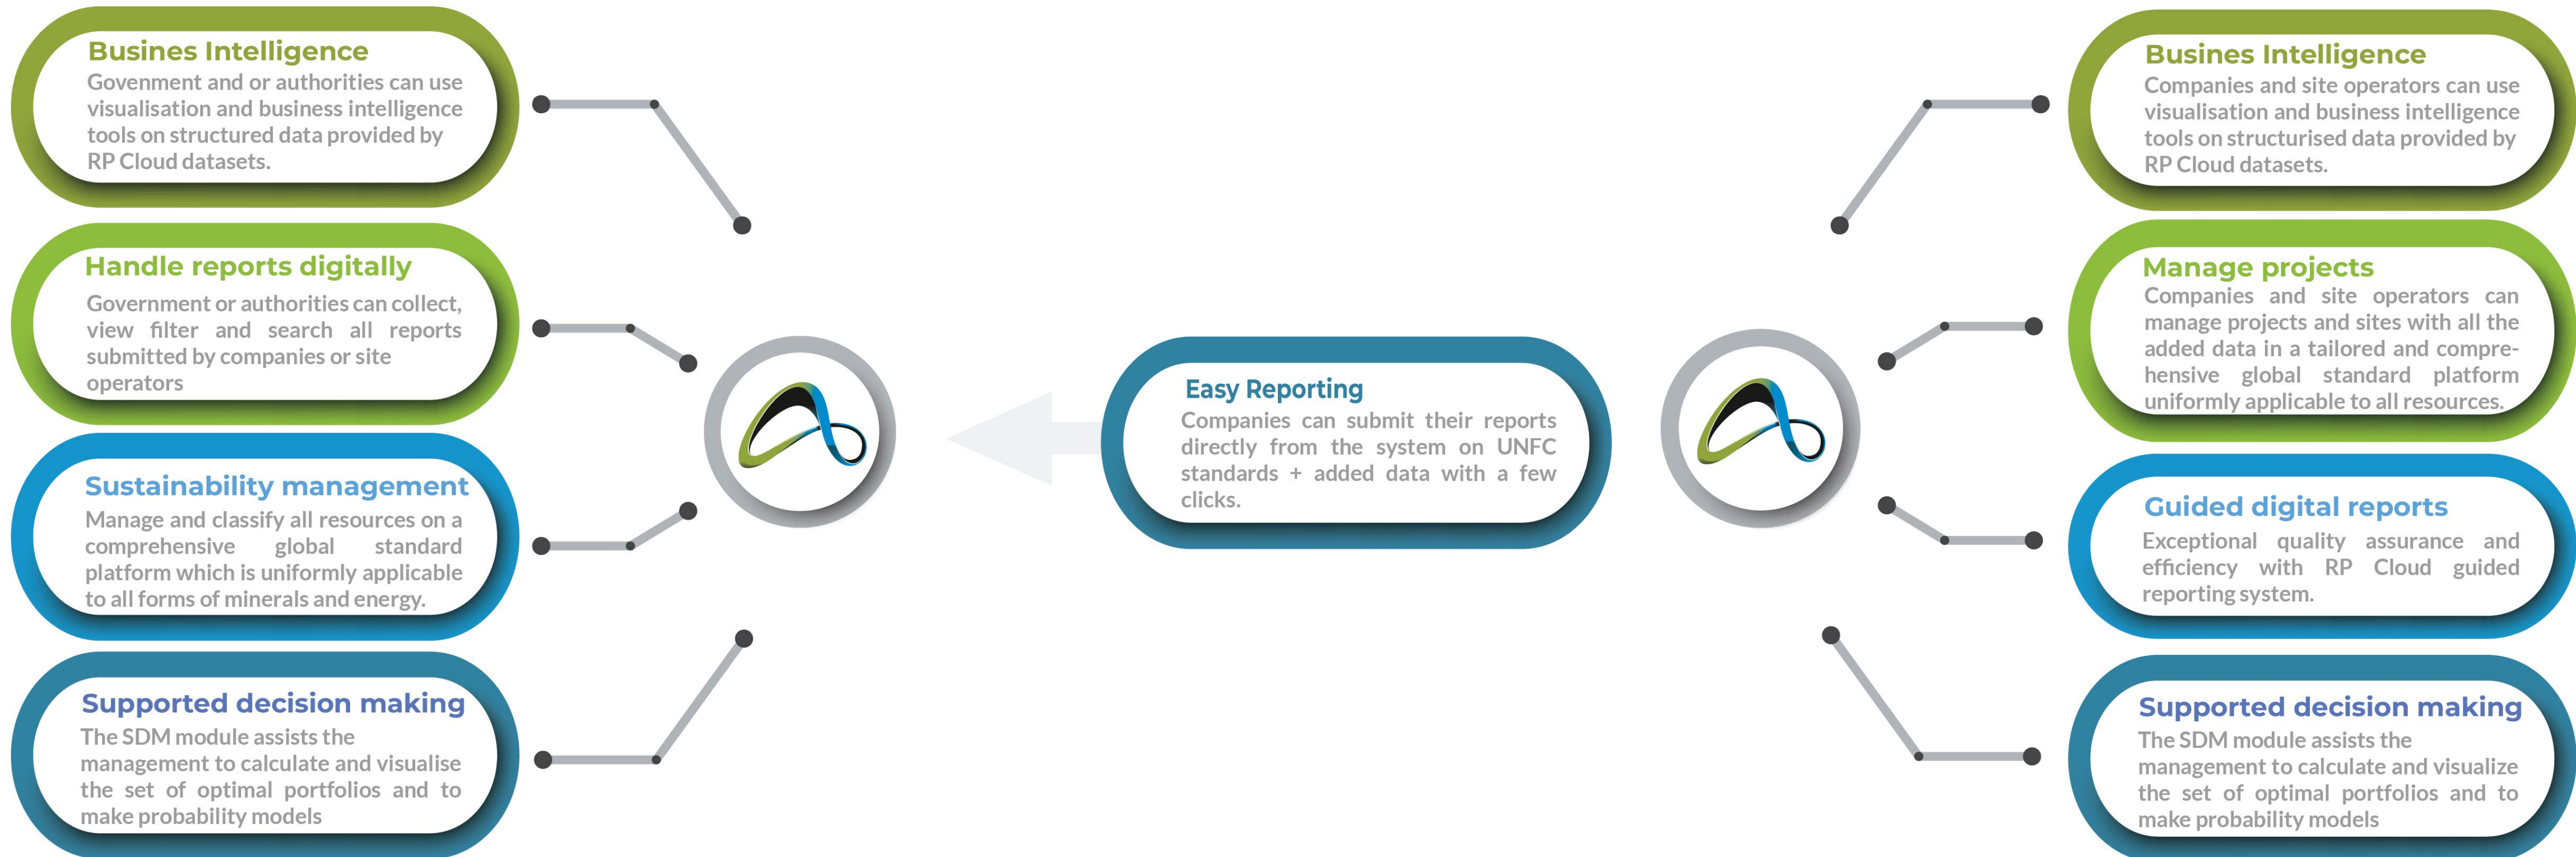 Busines Intelligence
Govenment and or authorities can use
visualisation and business intelligence
tools on structured data provided by
RP Cloud datasets.
Handle reports digitally
Government or authorities can collect,
view filter and search all reports
submitted by companies or site
operators
Sustainability management
Manage and classify all resources on a
comprehensive global standard
platform which is uniformly applicable
to all forms of minerals and energy.
Supported decision making
The SDM module assists the
management to calculate and visualise
the set of optimal portfolios and to
make probability models
Easy Reporting
Companies can submit their reports
directly from the system on UNFC
standards + added data with a few
clicks.
Busines Intelligence
Companies and site operators can use
visualisation and business intelligence
tools on structurised data provided by
RP Cloud datasets.
Manage projects
Companies and site operators can
manage projects and sites with all the
added data in a tailored and compre-
hensive global standard platform
uniformly applicable to all resources.
Guided digital reports
Exceptional quality assurance and
efficiency with RP Cloud guided
reporting system.
Supported decision making
The SDM module assists the
management to calculate and visualize
the set of optimal portfolios and to
make probability models